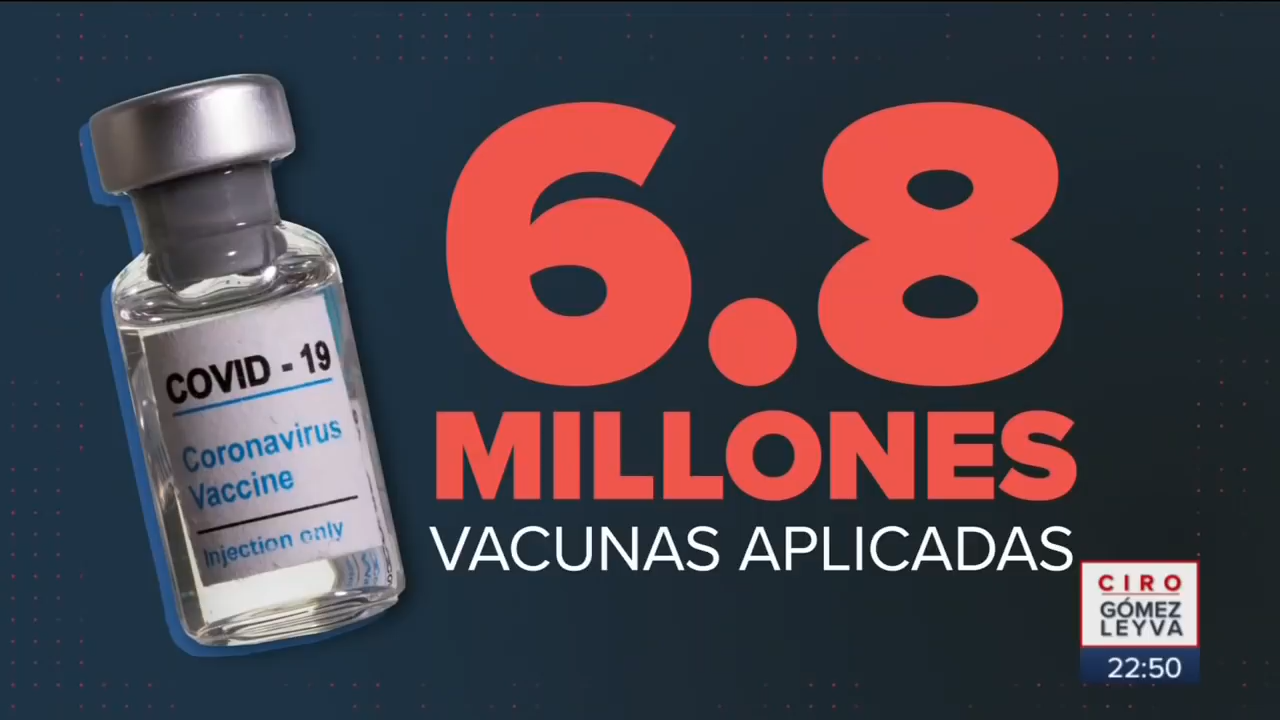 6.8
MILLONES
VACUNAS APLICADAS
COVID - 19
Coronavirus
Vaccine
Injection only
CIRO
GÓMEZ
LEYVA
22:50